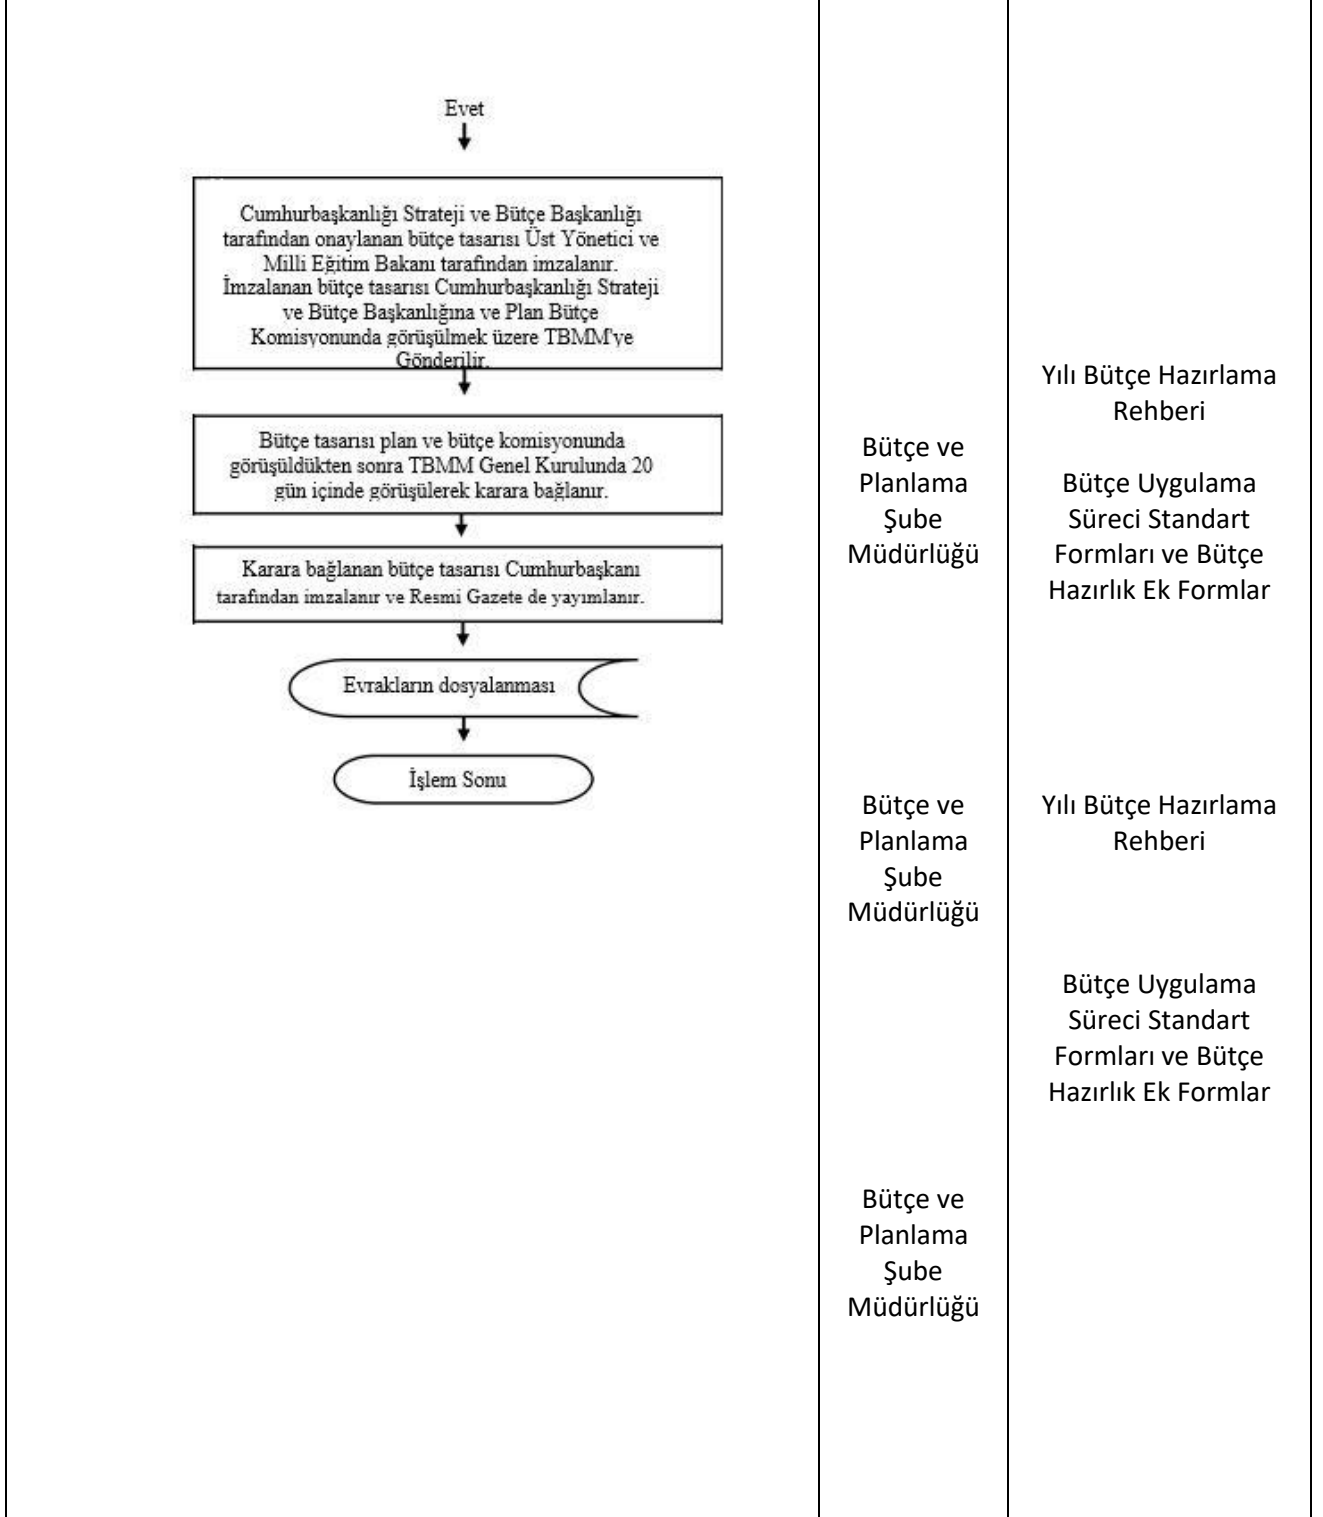 Evet
Cumhurbaşkanlığı Strateji ve Bütçe Başkanlığı
tarafından onaylanan bütçe tasarısı Üst Yönetici ve
Milli Eğitim Bakanı tarafından imzalanır.
İmzalanan bütçe tasarısı Cumhurbaşkanlığı Strateji
ve Bütçe Başkanlığına ve Plan Bütçe
Komisyonunda görüşülmek üzere TBMM'ye
Gönderilir.
Bütçe tasarısı plan ve bütçe komisyonunda
görüşüldükten sonra TBMM Genel Kurulunda 20
gün içinde görüşülerek karara bağlanır.
Karara bağlanan bütçe tasarısı Cumhurbaşkanı
tarafından imzalanır ve Resmi Gazete de yayımlanır.
Evrakların dosyalanması
İşlem Sonu
Bütçe ve
Planlama
Şube
Müdürlüğü
Bütçe ve
Planlama
Şube
Müdürlüğü
Bütçe ve
Planlama
Şube
Müdürlüğü
Yılı Bütçe Hazırlama
Rehberi
Bütçe Uygulama
Süreci Standart
Formları ve Bütçe
Hazırlık Ek Formlar
Yılı Bütçe Hazırlama
Rehberi
Bütçe Uygulama
Süreci Standart
Formları ve Bütçe
Hazırlık Ek Formlar